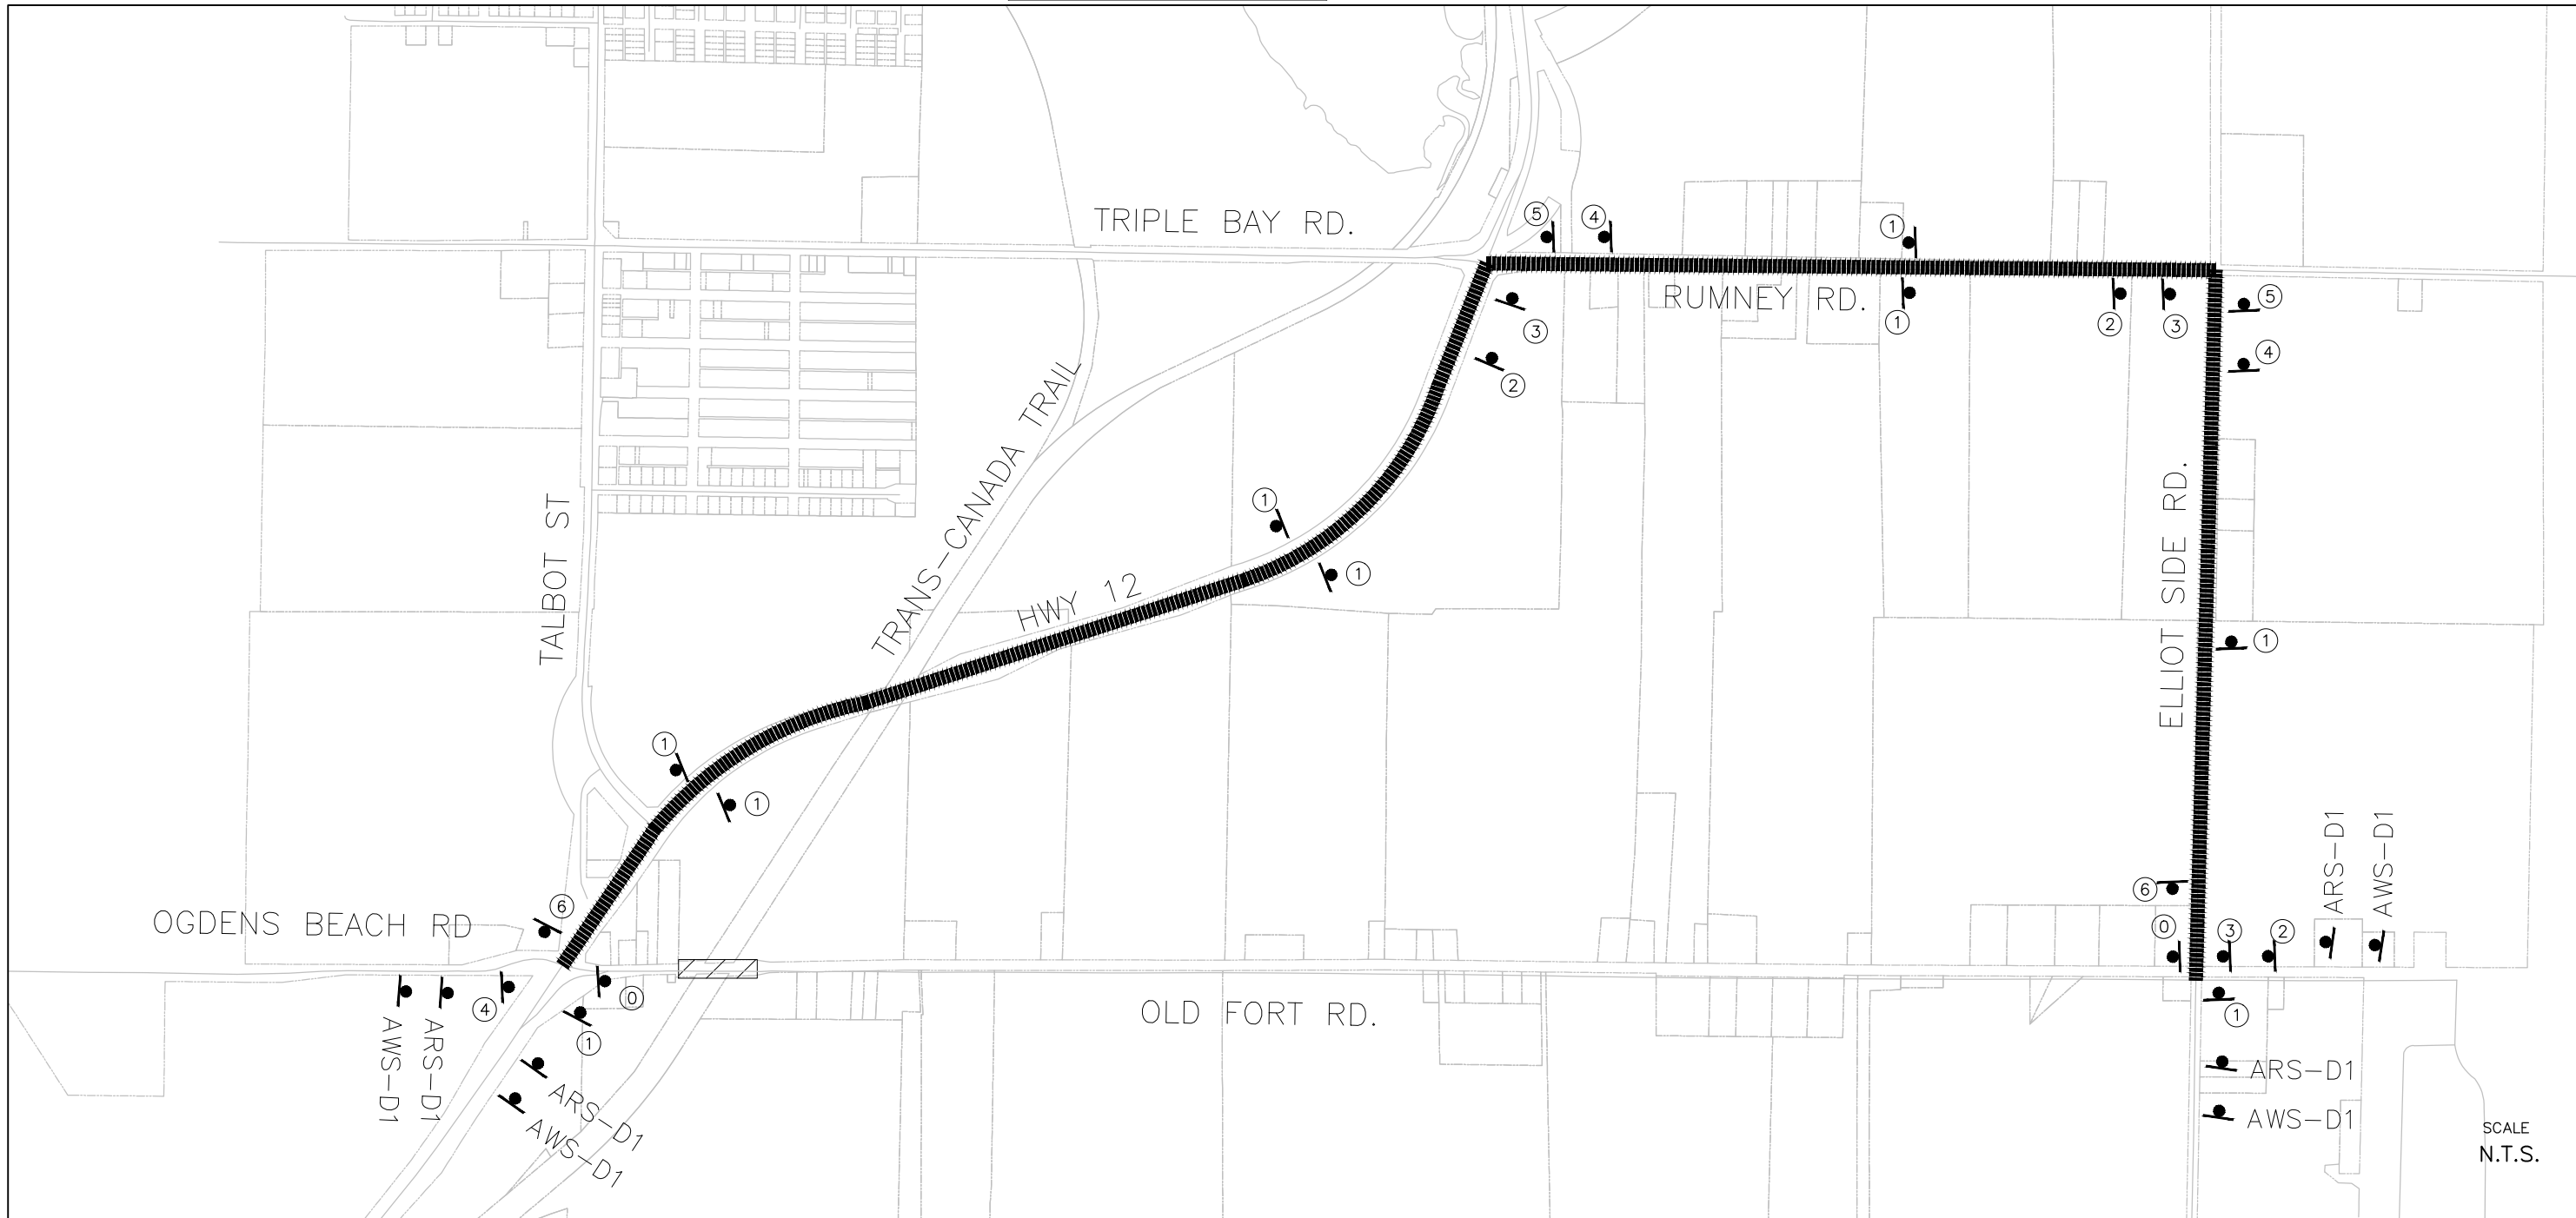 TRIPLE BAY RD.
5
4
1
RUMNEY RD.
1
2
3
5
4
3
2
TRANS-CANADA TRAIL
TALBOT ST
1
1
HWY 12
ELLIOT SIDE RD.
1
1
1
OGDENS BEACH RD
6
6
0
3
2
ARS-D1
AWS-D1
4
0
1
OLD FORT RD.
1
AWS-D1
ARS-D1
ARS-D1
AWS-D1
ARS-D1
AWS-D1
SCALE
N.T.S.